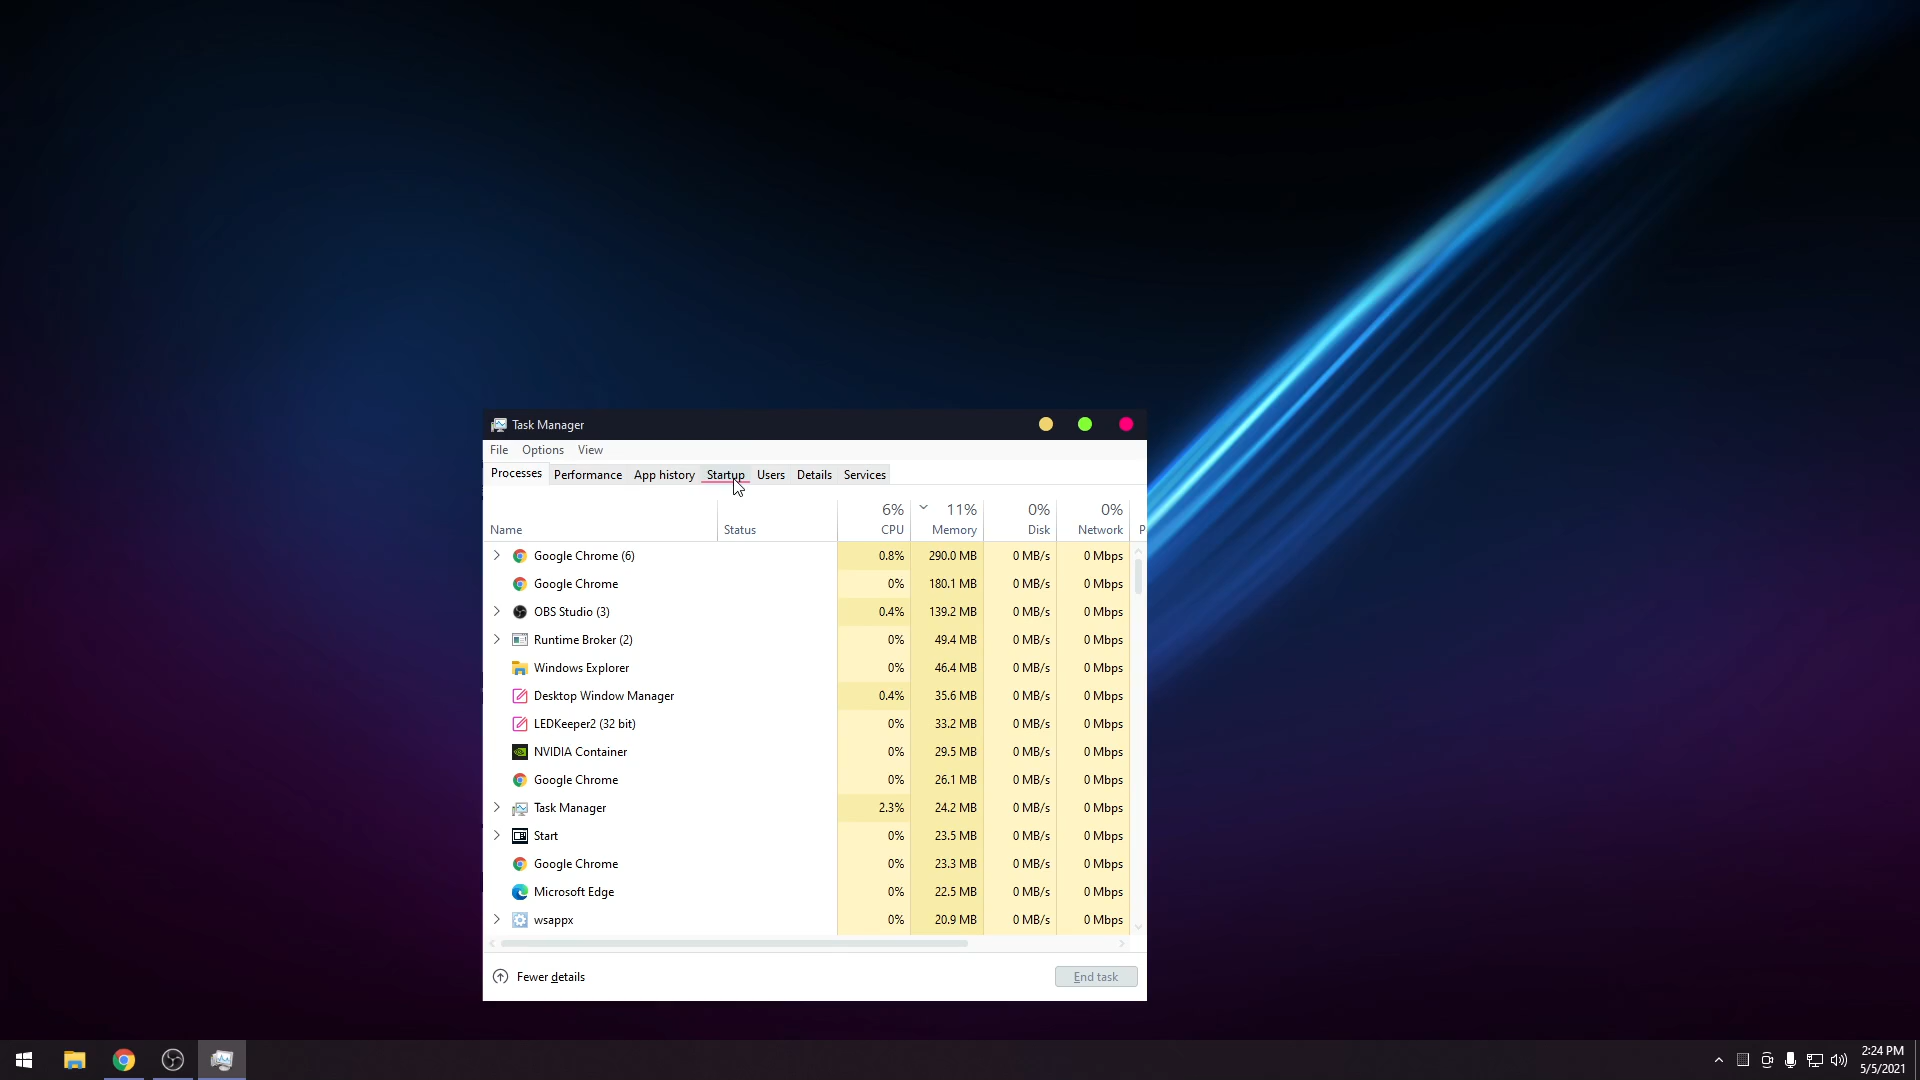 Task Manager
File Options View
Processes Performance App history Startup Users Details Services
6% 11% 0% 0%
Name Status CPU Memory Disk Network P
Google Chrome (6) 0.8% 290.0 MB 0 MB/s 0 Mbps
Google Chrome 0% 180.1 MB 0 MB/s 0 Mbps
OBS Studio (3) 0.4% 139.2 MB 0 MB/s 0 Mbps
Runtime Broker (2) 0% 49.4 MB 0 MB/s 0 Mbps
Windows Explorer 0% 46.4 MB 0 MB/s 0 Mbps
Desktop Window Manager 0.4% 35.6 MB 0 MB/s 0 Mbps
LEDKeeper2 (32 bit) 0% 33.2 MB 0 MB/s 0 Mbps
NVIDIA Container 0% 29.5 MB 0 MB/s 0 Mbps
Google Chrome 0% 26.1 MB 0 MB/s 0 Mbps
Task Manager 2.3% 24.2 MB 0 MB/s 0 Mbps
Start 0% 23.5 MB 0 MB/s 0 Mbps
Google Chrome 0% 23.3 MB 0 MB/s 0 Mbps
Microsoft Edge 0% 22.5 MB 0 MB/s 0 Mbps
wsappx 0% 20.9 MB 0 MB/s 0 Mbps
Fewer details End task
2:24 PM
5/5/2021